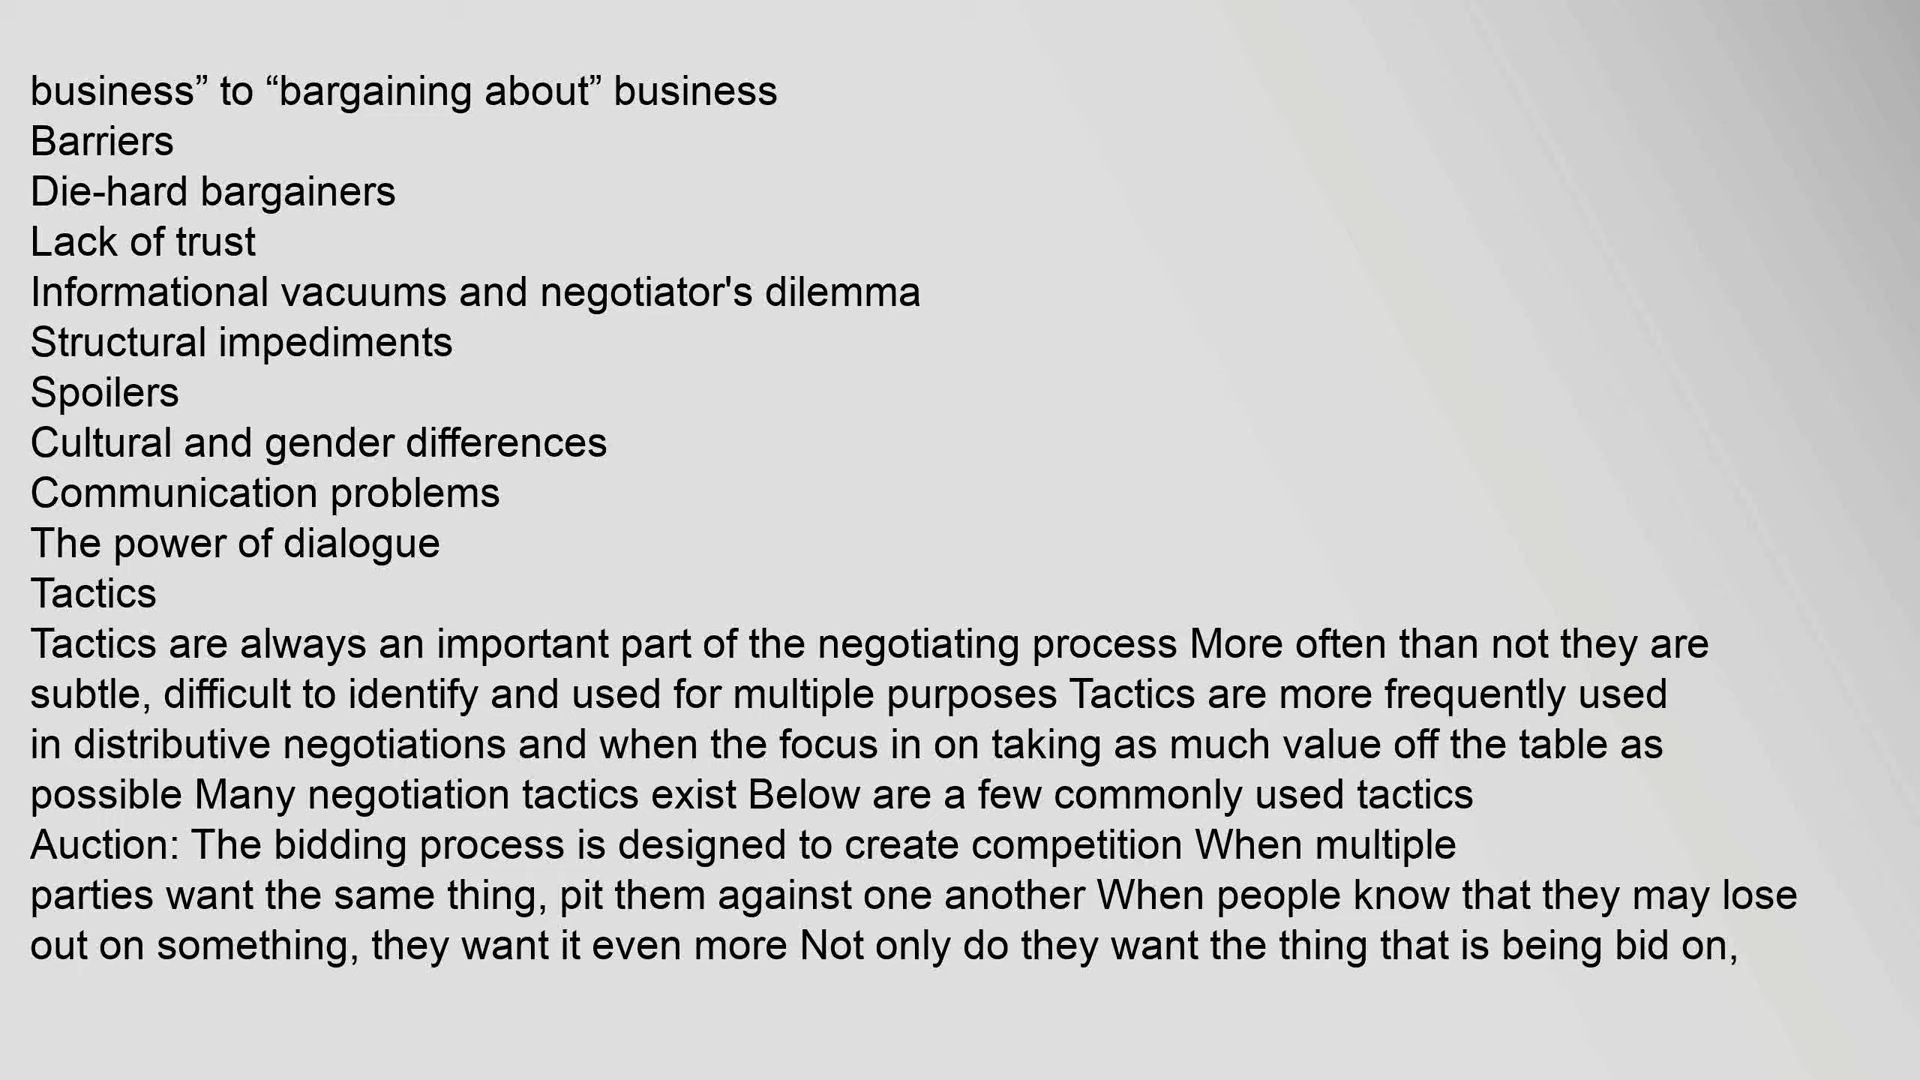 business” to “bargaining about” business
Barriers
Die-hard bargainers
Lack of trust
Informational vacuums and negotiator's dilemma
Structural impediments
Spoilers
Cultural and gender differences
Communication problems
The power of dialogue
Tactics
Tactics are always an important part of the negotiating process More often than not they are
subtle, difficult to identify and used for multiple purposes Tactics are more frequently used
in distributive negotiations and when the focus in on taking as much value off the table as
possible Many negotiation tactics exist Below are a few commonly used tactics
Auction: The bidding process is designed to create competition When multiple
parties want the same thing, pit them against one another When people know that they may lose
out on something, they want it even more Not only do they want the thing that is being bid on,